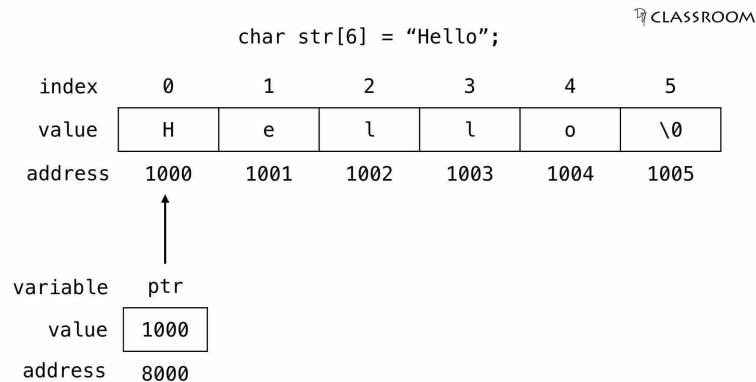 CLASSROOM
char str[6] = “Hello”;
index 0 1 2 3 4 5
value H e l l o \0
address 1000 1001 1002 1003 1004 1005
variable ptr
value 1000
address 8000